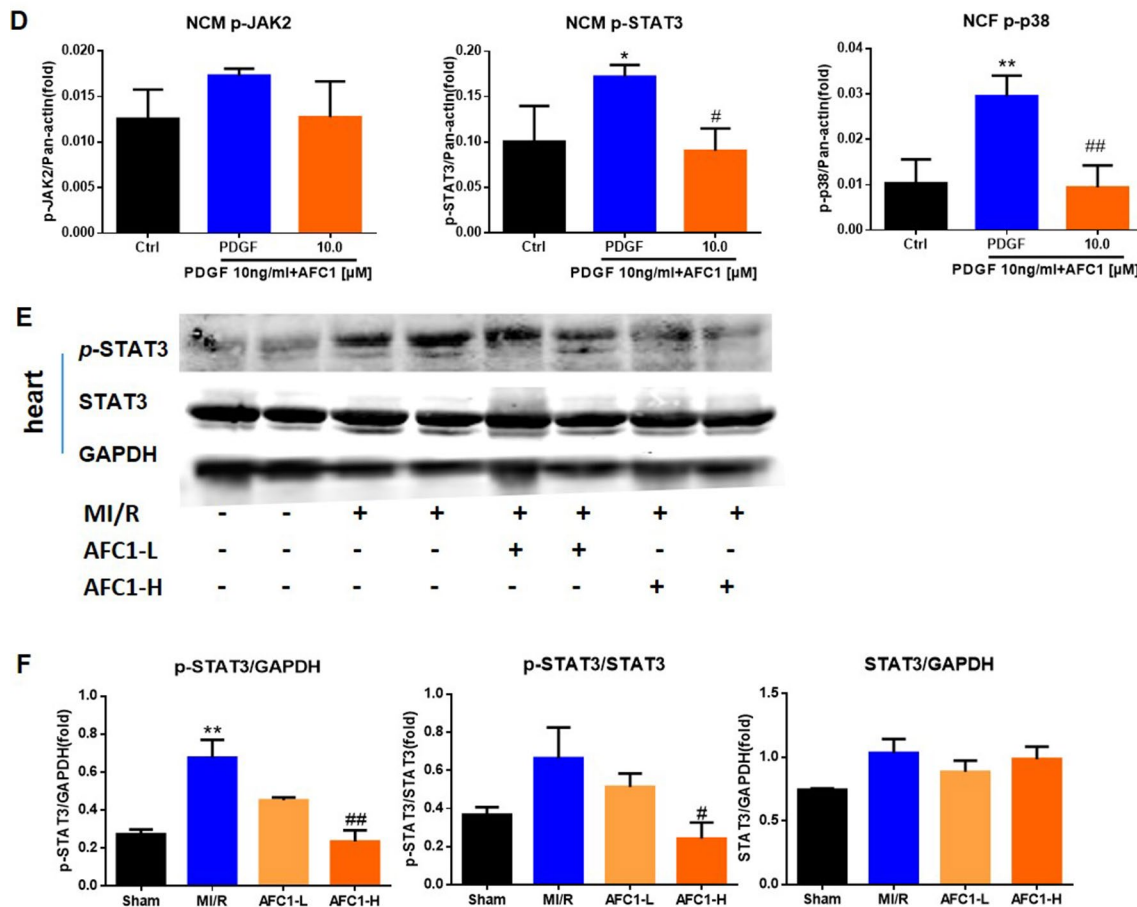 D
NCM p-JAK2
p-JAK2/Pan-actin(fold)
0.020
0.015
0.010
0.005
0.000
Ctrl PDGF 10.0
PDGF 10ng/ml+AFC1 [µM]
NCM p-STAT3
p-STAT3/Pan-actin(fold)
0.20
0.15
0.10
0.05
0.00
*
#
Ctrl PDGF 10.0
PDGF 10ng/ml+AFC1 [µM]
NCF p-p38
p-p38/Pan-actin(fold)
0.04
0.03
0.02
0.01
0.00
**
##
Ctrl PDGF 10.0
PDGF 10ng/ml+AFC1 [µM]
E
heart
p-STAT3
STAT3
GAPDH
MI/R - - + + + + + +
AFC1-L - - - - + + - -
AFC1-H - - - - - - + +
F
p-STAT3/GAPDH
p-STAT3/GAPDH(fold)
1.0
0.8
0.6
0.4
0.2
0.0
**
##
Sham MI/R AFC1-L AFC1-H
p-STAT3/STAT3
p-STAT3/STAT3(fold)
1.0
0.8
0.6
0.4
0.2
0.0
#
Sham MI/R AFC1-L AFC1-H
STAT3/GAPDH
STAT3/GAPDH(fold)
1.5
1.0
0.5
0.0
Sham MI/R AFC1-L AFC1-H